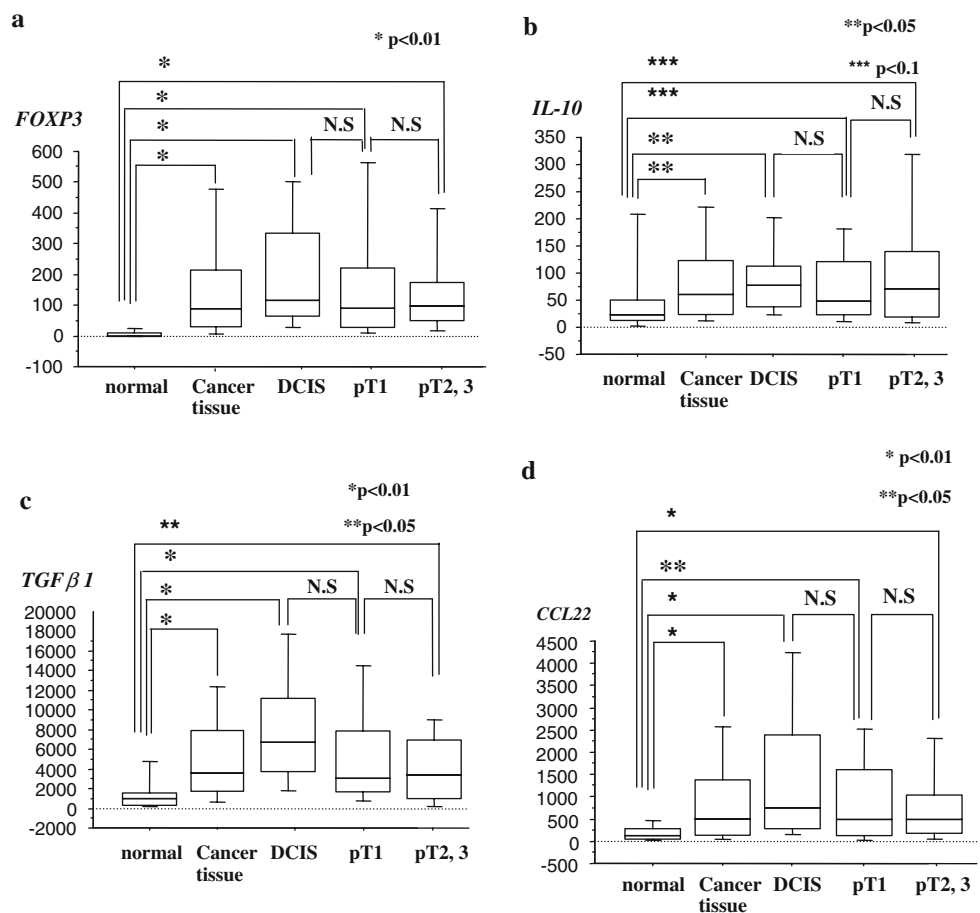 a
* p<0.01
*
*
FOXP3
*
N.S
N.S
*
600
500
400
300
200
100
0
-100
normal
Cancer
tissue
DCIS
pT1
pT2, 3
b
**p<0.05
*** p<0.1
***
***
N.S
IL-10
**
N.S
**
350
300
250
200
150
100
50
0
-50
normal
Cancer
tissue
DCIS
pT1
pT2, 3
c
*p<0.01
**p<0.05
**
*
TGFβ1
*
N.S
N.S
*
20000
18000
16000
14000
12000
10000
8000
6000
4000
2000
0
-2000
normal
Cancer
tissue
DCIS
pT1
pT2, 3
d
* p<0.01
**p<0.05
*
**
*
N.S
N.S
CCL22
*
4500
4000
3500
3000
2500
2000
1500
1000
500
0
-500
normal
Cancer
tissue
DCIS
pT1
pT2, 3